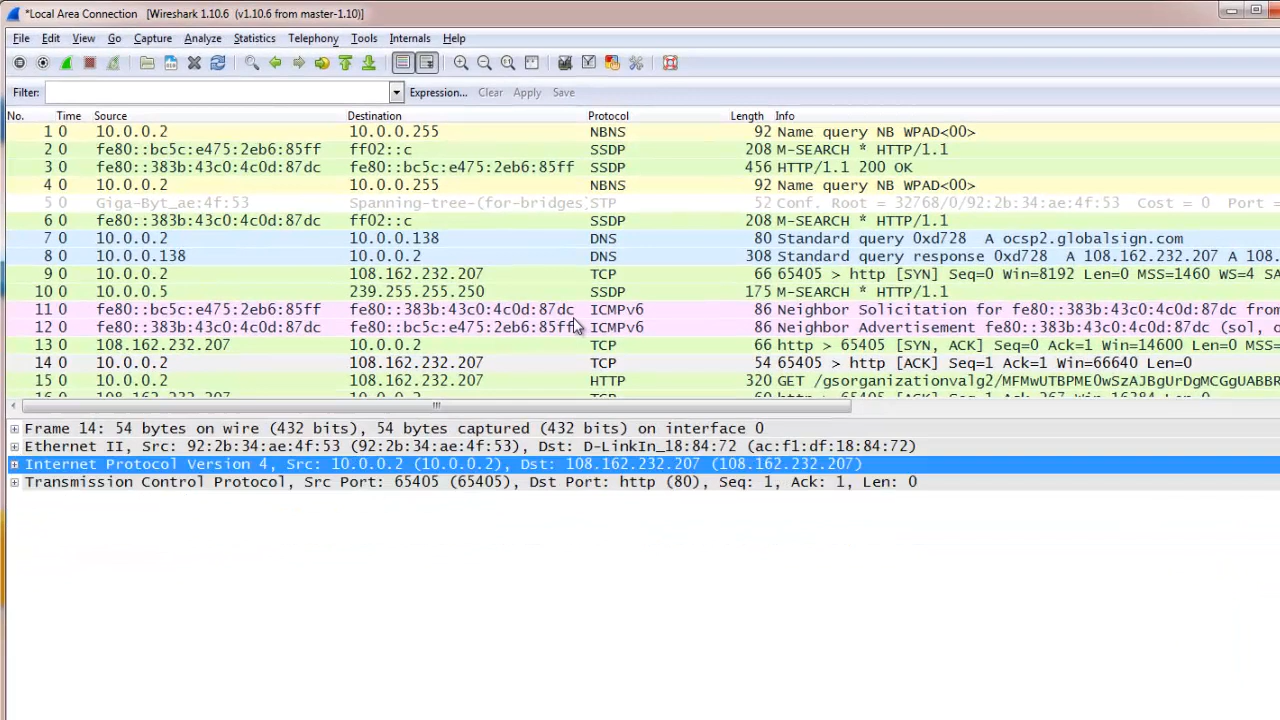 *Local Area Connection   [Wireshark 1.10.6  (v1.10.6 from master-1.10)]
File Edit View Go Capture Analyze Statistics Telephony Tools Internals Help
Filter: Expression... Clear Apply Save
No. Time Source Destination Protocol Length Info
1 0 10.0.0.2 10.0.0.255 NBNS 92 Name query NB WPAD<00>
2 0 fe80::bc5c:e475:2eb6:85ff ff02::c SSDP 208 M-SEARCH * HTTP/1.1
3 0 fe80::383b:43c0:4c0d:87dc fe80::bc5c:e475:2eb6:85ff SSDP 456 HTTP/1.1 200 OK
4 0 10.0.0.2 10.0.0.255 NBNS 92 Name query NB WPAD<00>
5 0 Giga-Byt_ae:4f:53 Spanning-tree-(for-bridges) STP 52 Conf. Root = 32768/0/92:2b:34:ae:4f:53  Cost = 0  Port =
6 0 fe80::383b:43c0:4c0d:87dc ff02::c SSDP 208 M-SEARCH * HTTP/1.1
7 0 10.0.0.2 10.0.0.138 DNS 80 Standard query 0xd728  A ocsp2.globalsign.com
8 0 10.0.0.138 10.0.0.2 DNS 308 Standard query response 0xd728  A 108.162.232.207 A 108.
9 0 10.0.0.2 108.162.232.207 TCP 66 65405 > http [SYN] Seq=0 Win=8192 Len=0 MSS=1460 WS=4 SA
10 0 10.0.0.5 239.255.255.250 SSDP 175 M-SEARCH * HTTP/1.1
11 0 fe80::bc5c:e475:2eb6:85ff fe80::383b:43c0:4c0d:87dc ICMPv6 86 Neighbor Solicitation for fe80::383b:43c0:4c0d:87dc from
12 0 fe80::383b:43c0:4c0d:87dc fe80::bc5c:e475:2eb6:85ff ICMPv6 86 Neighbor Advertisement fe80::383b:43c0:4c0d:87dc (sol, o
13 0 108.162.232.207 10.0.0.2 TCP 66 http > 65405 [SYN, ACK] Seq=0 Ack=1 Win=14600 Len=0 MSS=
14 0 10.0.0.2 108.162.232.207 TCP 54 65405 > http [ACK] Seq=1 Ack=1 Win=66640 Len=0
15 0 10.0.0.2 108.162.232.207 HTTP 320 GET /gsorganizationvalg2/MFMwUTBPME0wSzAJBgUrDgMCGgUABBR
Frame 14: 54 bytes on wire (432 bits), 54 bytes captured (432 bits) on interface 0
Ethernet II, Src: 92:2b:34:ae:4f:53 (92:2b:34:ae:4f:53), Dst: D-LinkIn_18:84:72 (ac:f1:df:18:84:72)
Internet Protocol Version 4, Src: 10.0.0.2 (10.0.0.2), Dst: 108.162.232.207 (108.162.232.207)
Transmission Control Protocol, Src Port: 65405 (65405), Dst Port: http (80), Seq: 1, Ack: 1, Len: 0